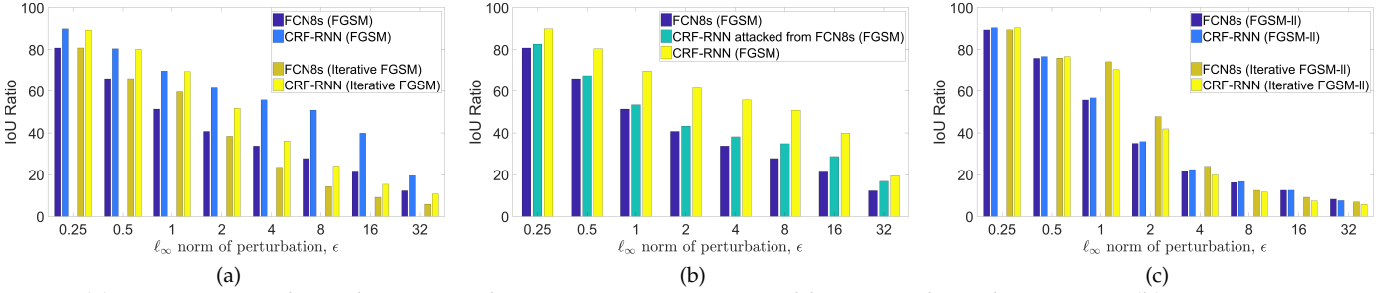 100
80
60
40
20
0
IoU Ratio
FCN8s (FGSM)
CRF-RNN (FGSM)
FCN8s (Iterative FGSM)
CRF-RNN (Iterative FGSM)
0.25 0.5 1 2 4 8 16 32
ℓ∞ norm of perturbation, ϵ
(a)
100
80
60
40
20
0
IoU Ratio
FCN8s (FGSM)
CRF-RNN attacked from FCN8s (FGSM)
CRF-RNN (FGSM)
0.25 0.5 1 2 4 8 16 32
ℓ∞ norm of perturbation, ϵ
(b)
100
80
60
40
20
0
IoU Ratio
FCN8s (FGSM-ll)
CRF-RNN (FGSM-ll)
FCN8s (Iterative FGSM-ll)
CRF-RNN (Iterative FGSM-ll)
0.25 0.5 1 2 4 8 16 32
ℓ∞ norm of perturbation, ϵ
(c)